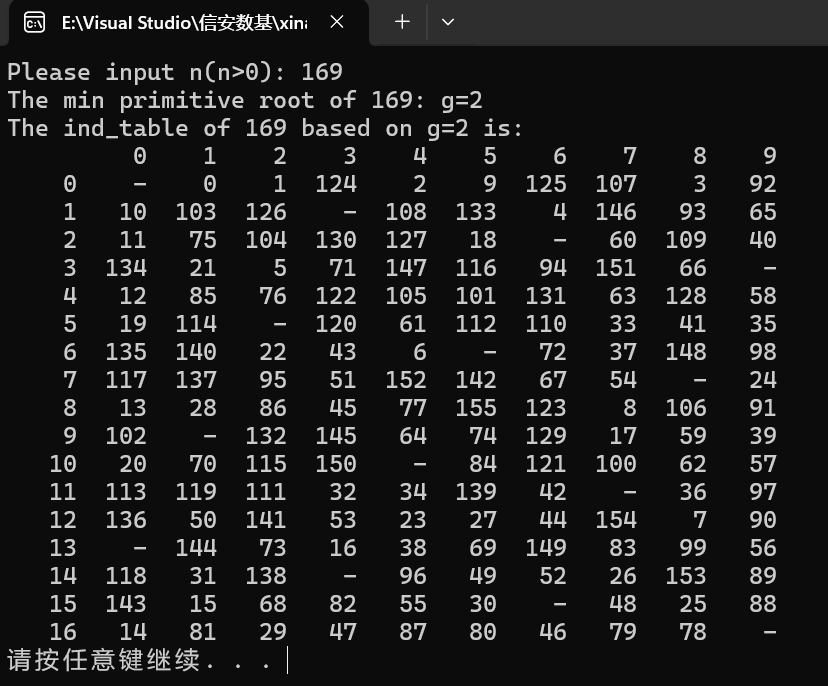 E:\Visual Studio\信安数基\xin
Please input n(n>0): 169
The min primitive root of 169: g=2
The ind_table of 169 based on g=2 is:
0 1 2 3 4 5 6 7 8 9
0 - 0 1 124 2 9 125 107 3 92
1 10 103 126 - 108 133 4 146 93 65
2 11 75 104 130 127 18 - 60 109 40
3 134 21 5 71 147 116 94 151 66 -
4 12 85 76 122 105 101 131 63 128 58
5 19 114 - 120 61 112 110 33 41 35
6 135 140 22 43 6 - 72 37 148 98
7 117 137 95 51 152 142 67 54 - 24
8 13 28 86 45 77 155 123 8 106 91
9 102 - 132 145 64 74 129 17 59 39
10 20 70 115 150 - 84 121 100 62 57
11 113 119 111 32 34 139 42 - 36 97
12 136 50 141 53 23 27 44 154 7 90
13 - 144 73 16 38 69 149 83 99 56
14 118 31 138 - 96 49 52 26 153 89
15 143 15 68 82 55 30 - 48 25 88
16 14 81 29 47 87 80 46 79 78 -
请按任意键继续. . .